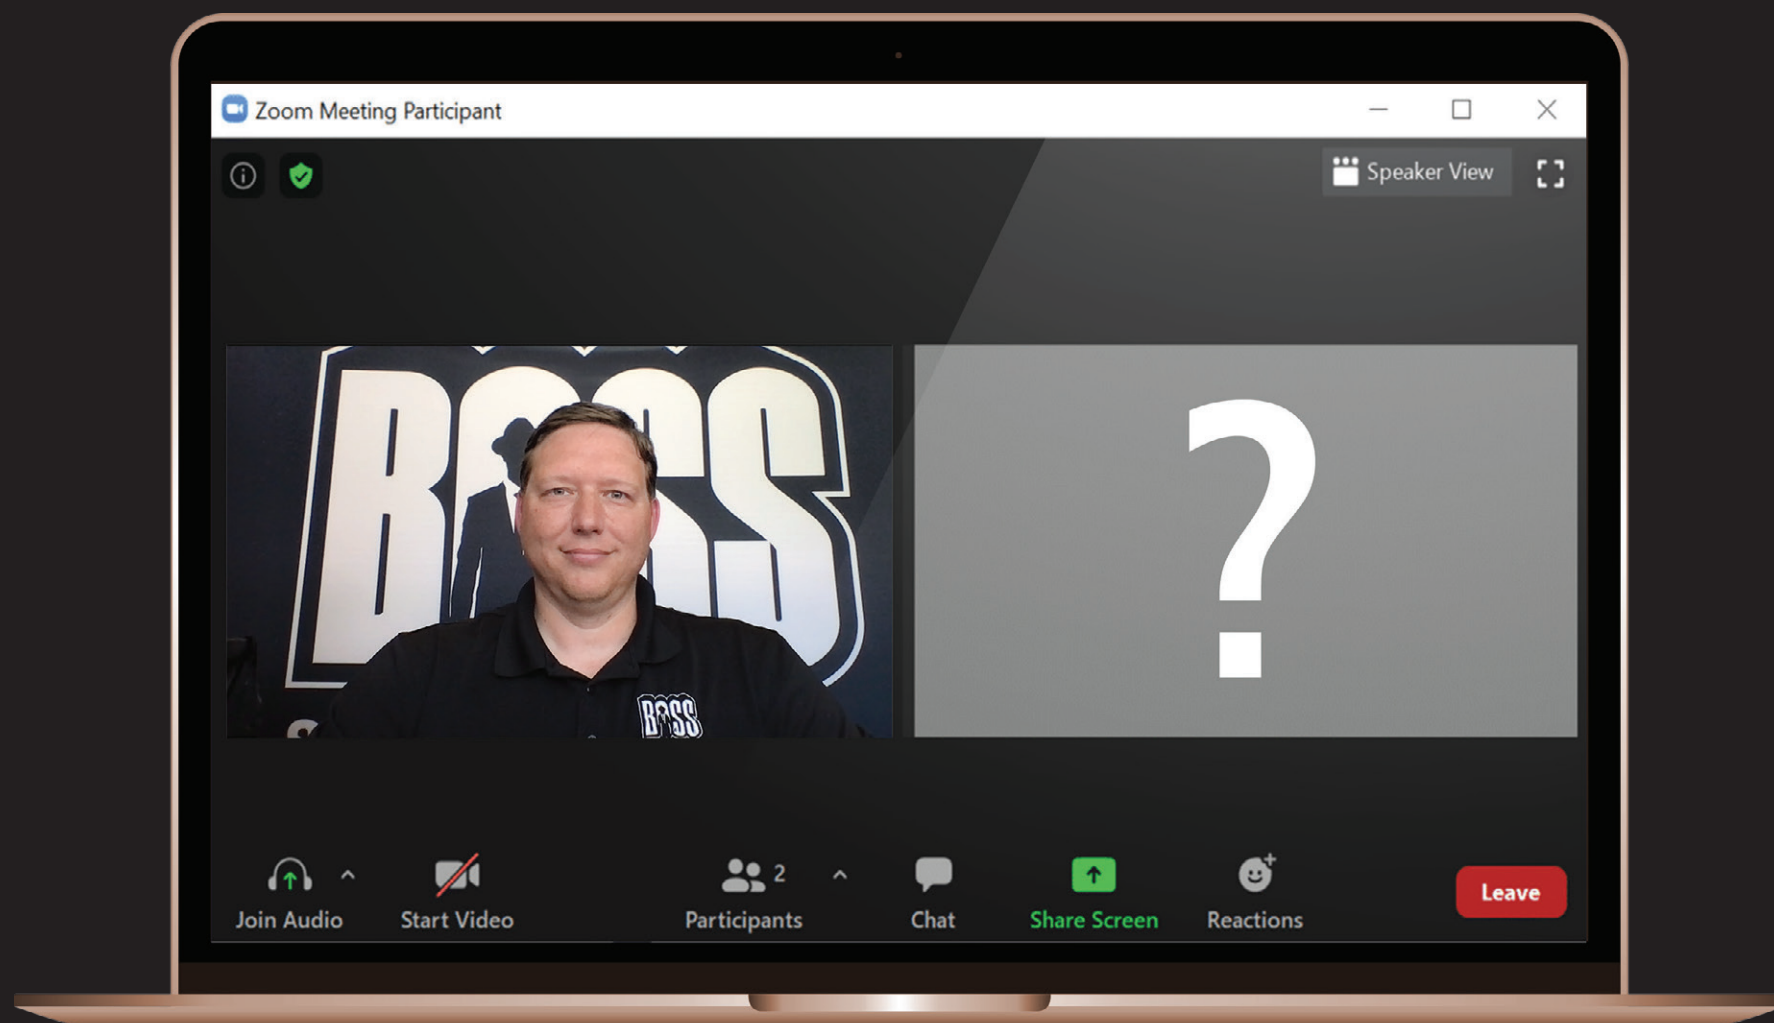 Zoom Meeting Participant
Speaker View
BOSS
BOSS
?
2
Join Audio
Start Video
Participants
Chat
Share Screen
Reactions
Leave